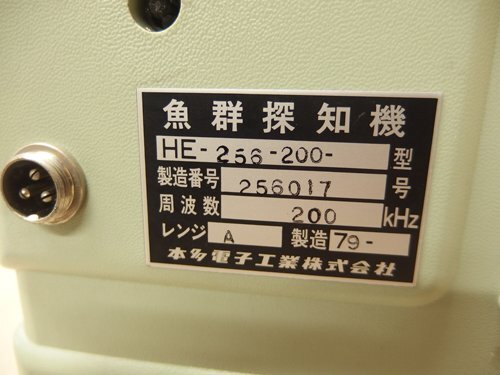 魚群探知機
HE-256-200-型
製造番号 256017 号
周波数 200 kHz
レンジ A 製造 79-
本多電子工業株式会社